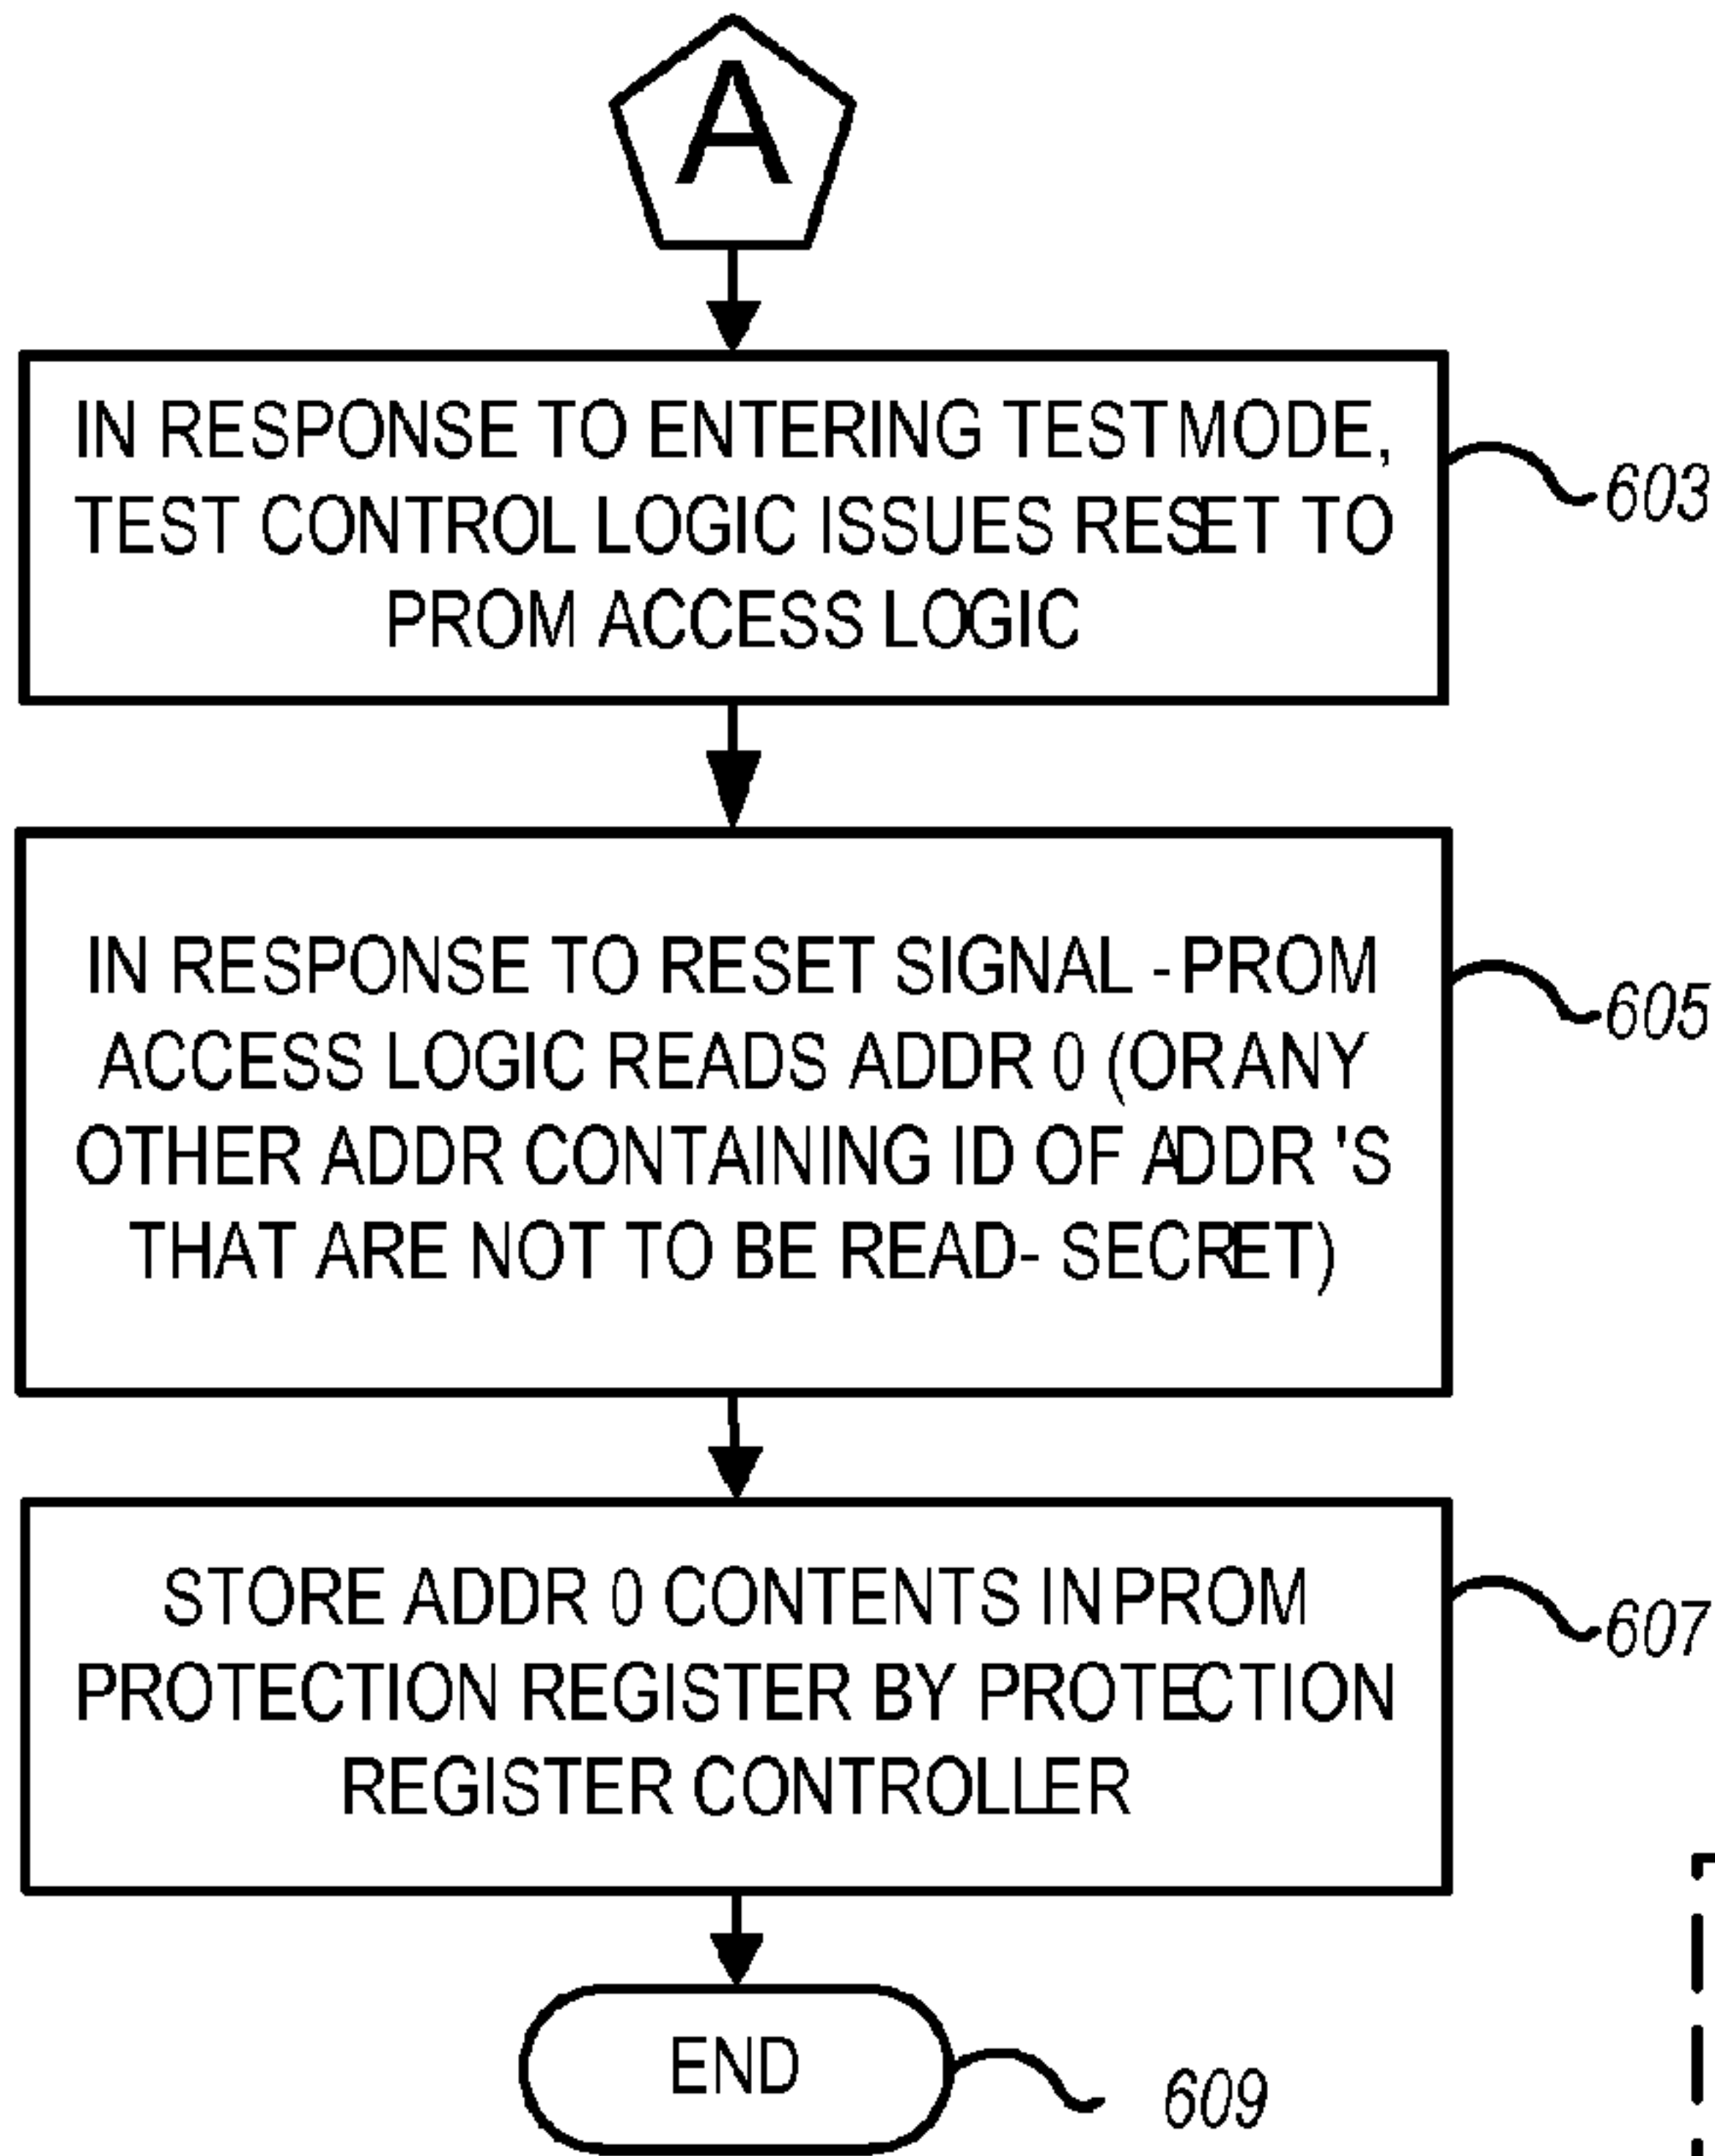 A
IN RESPONSE TO ENTERING TESTMODE,
TEST CONTROL LOGIC ISSUES RESET TO
PROM ACCESS LOGIC
603
IN RESPONSE TO RESET SIGNAL - PROM
ACCESS LOGIC READS ADDR 0 (OR ANY
OTHER ADDR CONTAINING ID OF ADDR'S
THAT ARE NOT TO BE READ- SECRET)
605
STORE ADDR 0 CONTENTS IN PROM
PROTECTION REGISTER BY PROTECTION
REGISTER CONTROLLER
607
END
609